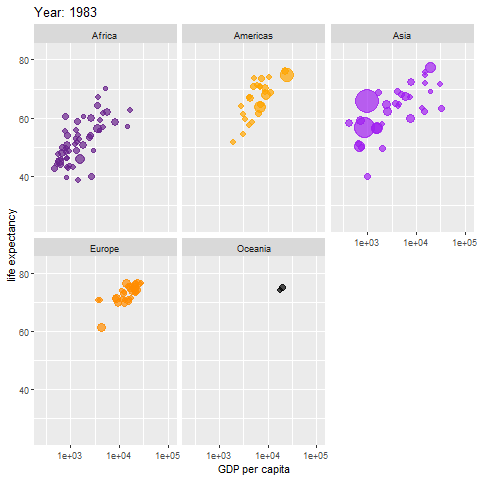 Year: 1983
Africa Americas Asia
80
60
40
1e+03 1e+04 1e+05
Europe Oceania
80
60
40
1e+03 1e+04 1e+05 1e+03 1e+04 1e+05
life expectancy
GDP per capita